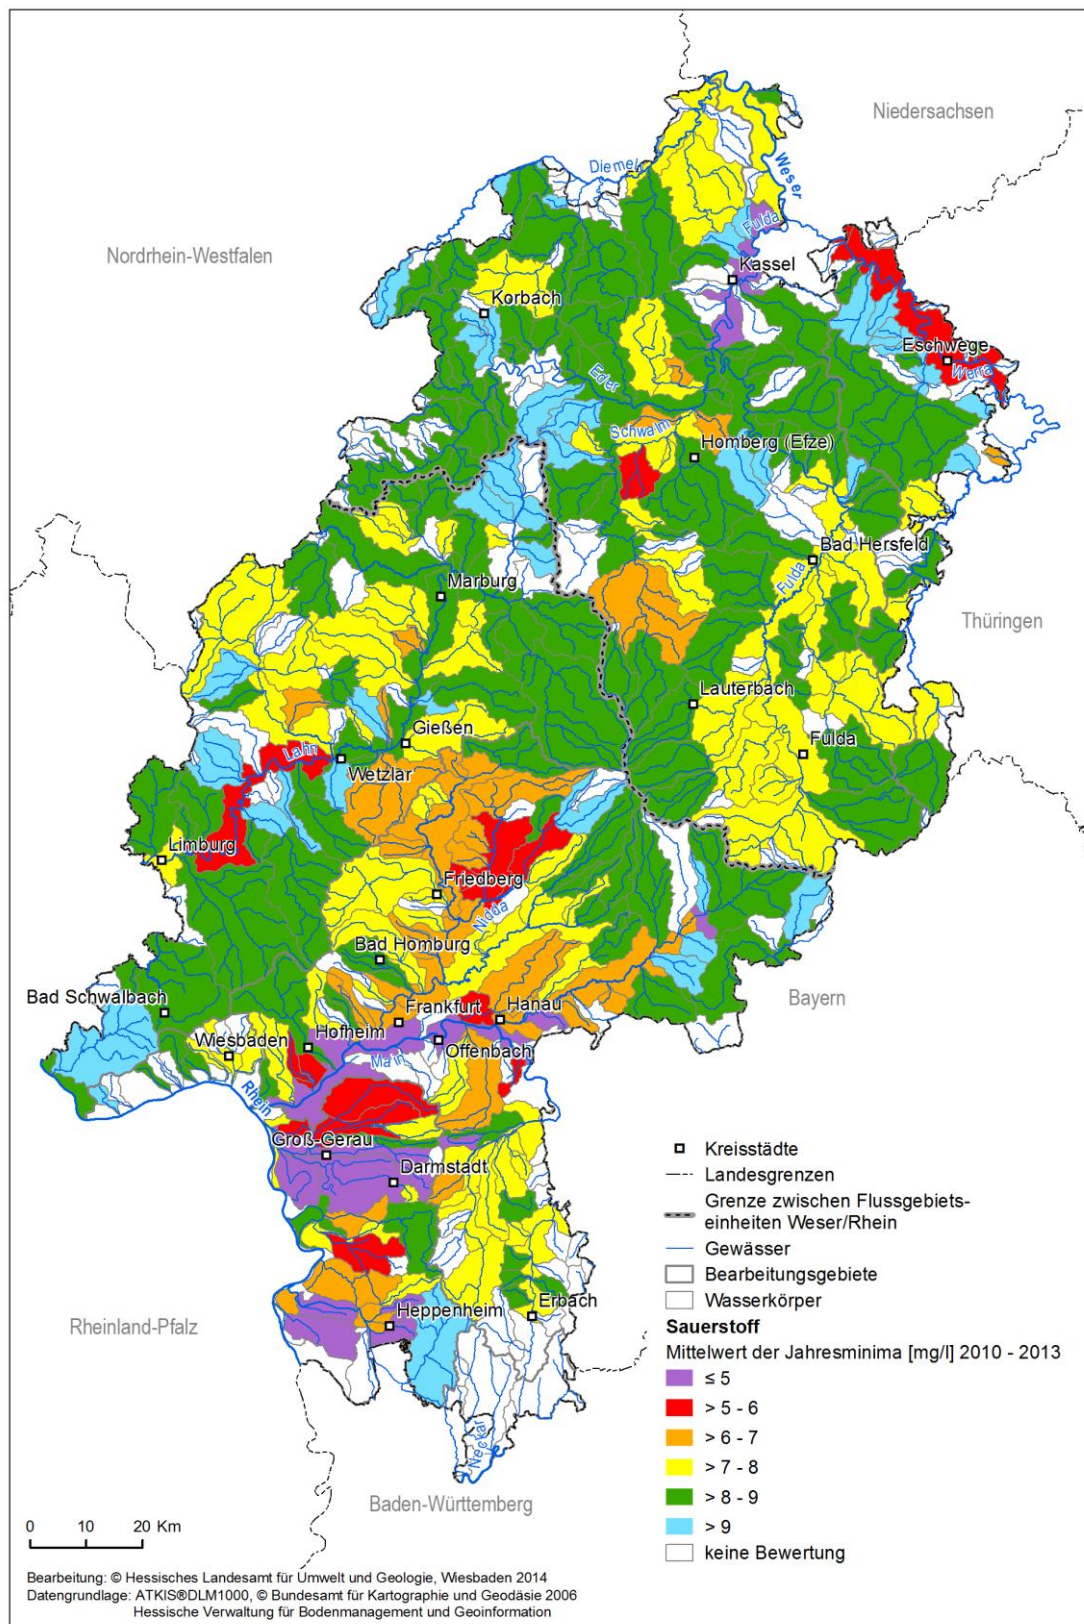 Niedersachsen
Diemel
Weser
Fulda
Nordrhein-Westfalen
Kassel
Korbach
Eschwege
Werra
Eder
Schwalm
Homberg (Efze)
Bad Hersfeld
Fulda
Marburg
Thüringen
Lauterbach
Gießen
Fulda
Lahn
Wetzlar
Limburg
Friedberg
Nidda
Bad Homburg
Bad Schwalbach
Bayern
Frankfurt
Hanau
Hofheim
Wiesbaden
Offenbach
Main
Rhein
Groß-Gerau
Darmstadt
Erbach
Heppenheim
Rheinland-Pfalz
Neckar
Baden-Württemberg
Kreisstädte
Landesgrenzen
Grenze zwischen Flussgebiets-
einheiten Weser/Rhein
Gewässer
Bearbeitungsgebiete
Wasserkörper
Sauerstoff
Mittelwert der Jahresminima [mg/l] 2010 - 2013
≤ 5
> 5 - 6
> 6 - 7
> 7 - 8
> 8 - 9
> 9
keine Bewertung
0 10 20 Km
Bearbeitung: © Hessisches Landesamt für Umwelt und Geologie, Wiesbaden 2014
Datengrundlage: ATKIS®DLM1000, © Bundesamt für Kartographie und Geodäsie 2006
Hessische Verwaltung für Bodenmanagement und Geoinformation